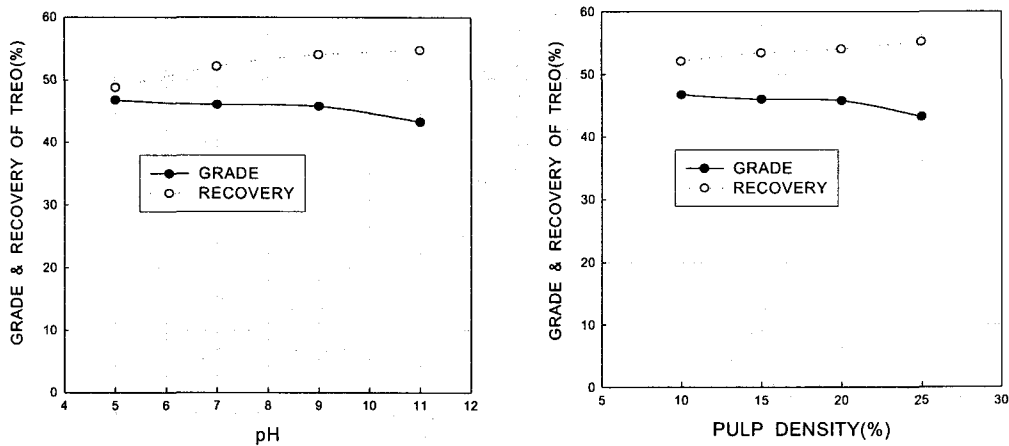 GRADE & RECOVERY OF TREO(%)
60
50
40
30
20
10
0
GRADE
RECOVERY
4 5 6 7 8 9 10 11 12
pH
GRADE & RECOVERY OF TREO(%)
60
50
40
30
20
10
0
GRADE
RECOVERY
5 10 15 20 25 30
PULP DENSITY(%)